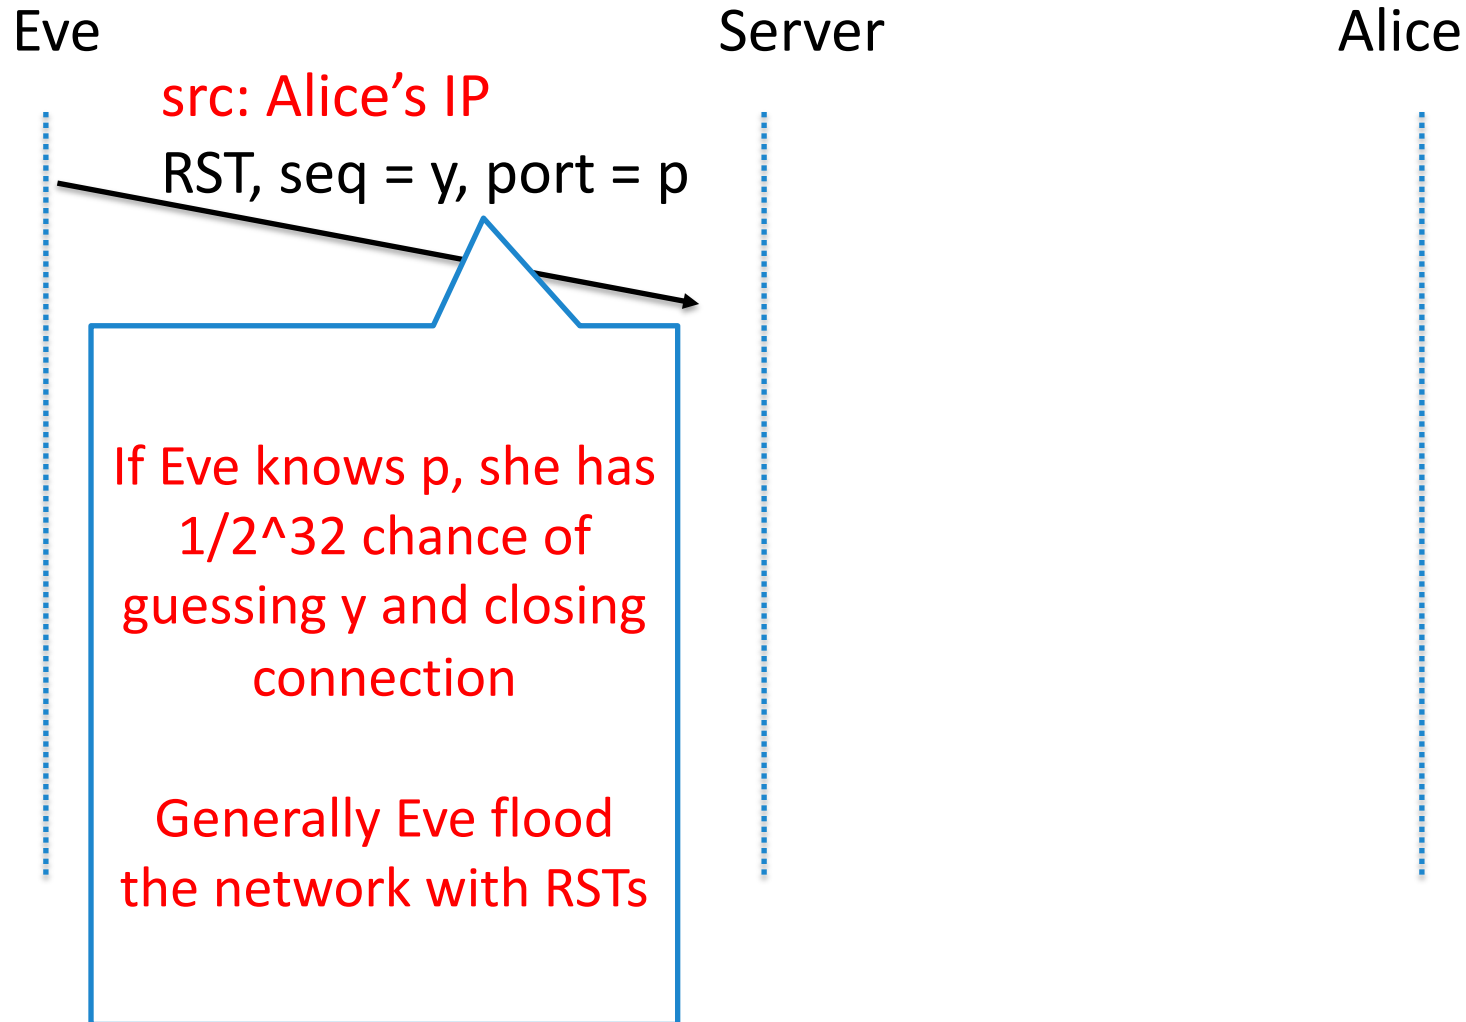 Eve
Server
Alice
src: Alice’s IP
RST, seq = y, port = p
If Eve knows p, she has
1/2^32 chance of
guessing y and closing
connection
Generally Eve flood
the network with RSTs